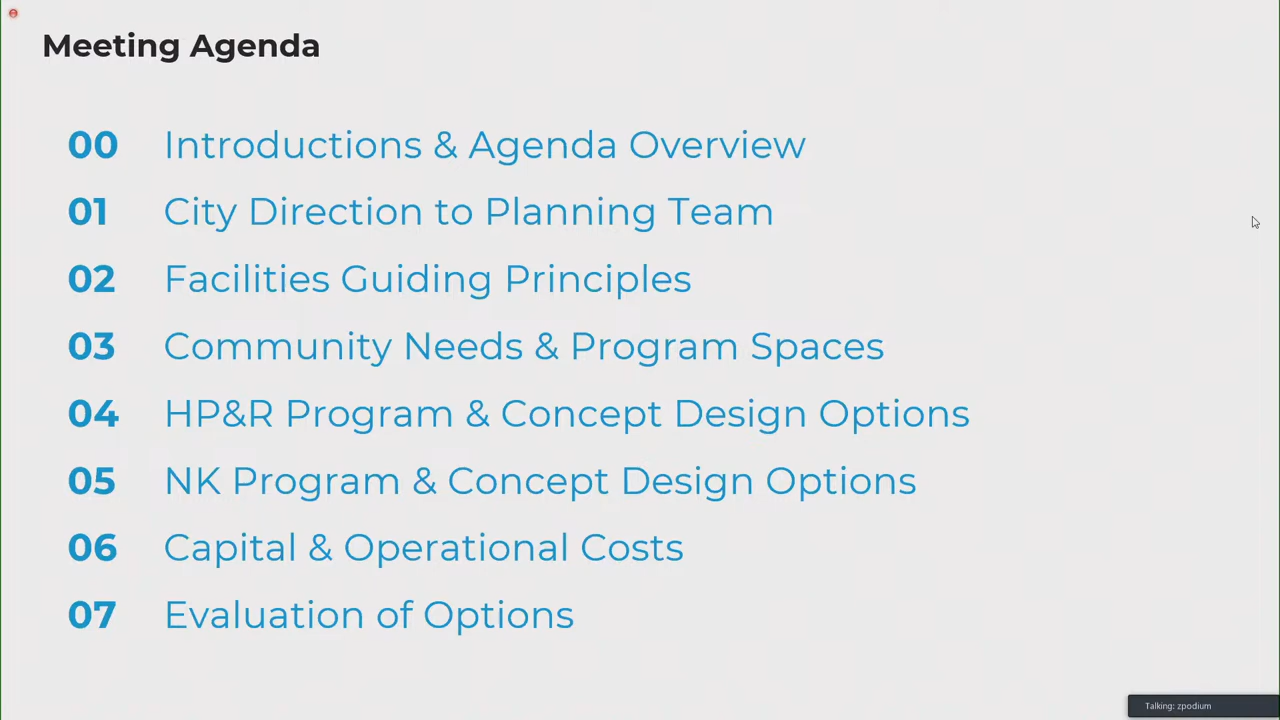 Meeting Agenda
00 Introductions & Agenda Overview
01 City Direction to Planning Team
02 Facilities Guiding Principles
03 Community Needs & Program Spaces
04 HP&R Program & Concept Design Options
05 NK Program & Concept Design Options
06 Capital & Operational Costs
07 Evaluation of Options
Talking: zpodium